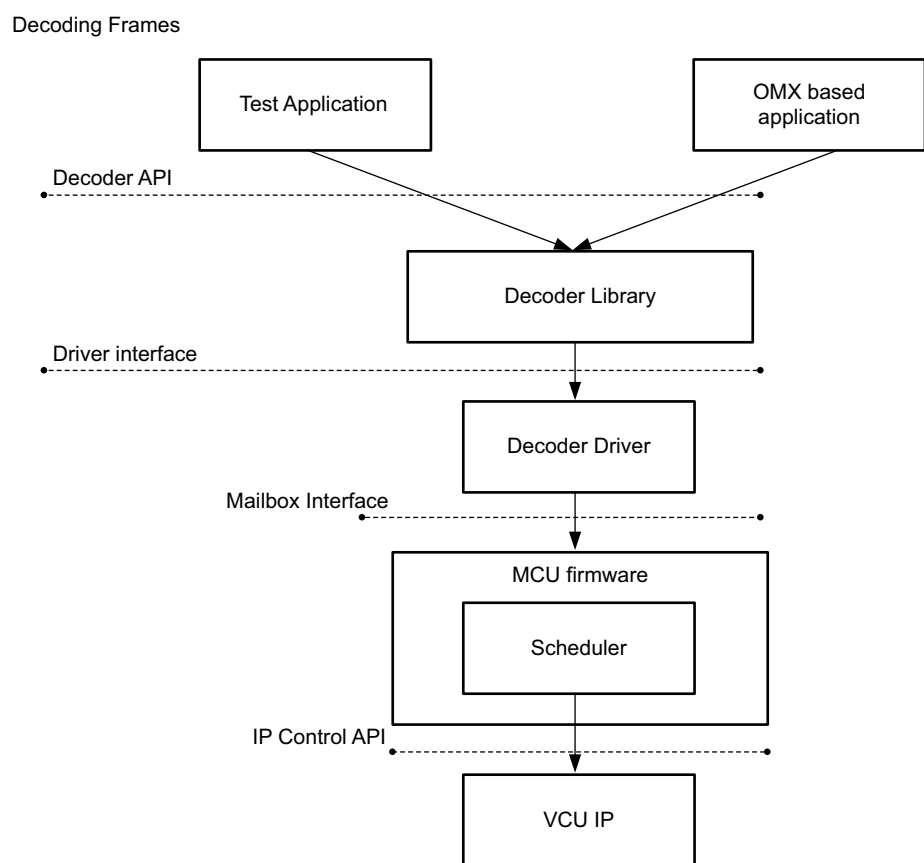 Decoding Frames
Test Application
OMX based
application
Decoder API
Decoder Library
Driver interface
Decoder Driver
Mailbox Interface
MCU firmware
Scheduler
IP Control API
VCU IP